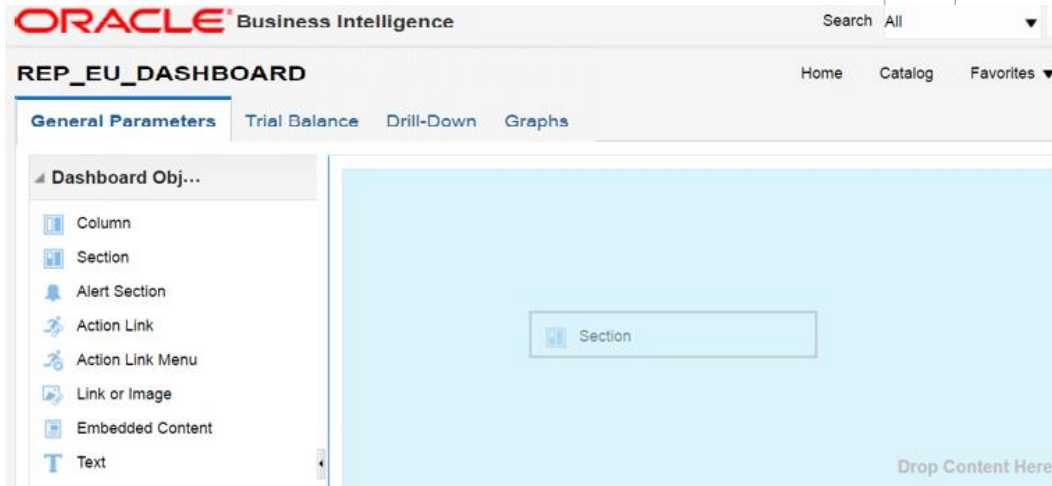 ORACLE Business Intelligence Search All
REP_EU_DASHBOARD Home Catalog Favorites
General Parameters Trial Balance Drill-Down Graphs
Dashboard Obj...
Column
Section
Alert Section
Action Link
Action Link Menu
Link or Image
Embedded Content
Text
Section
Drop Content Here